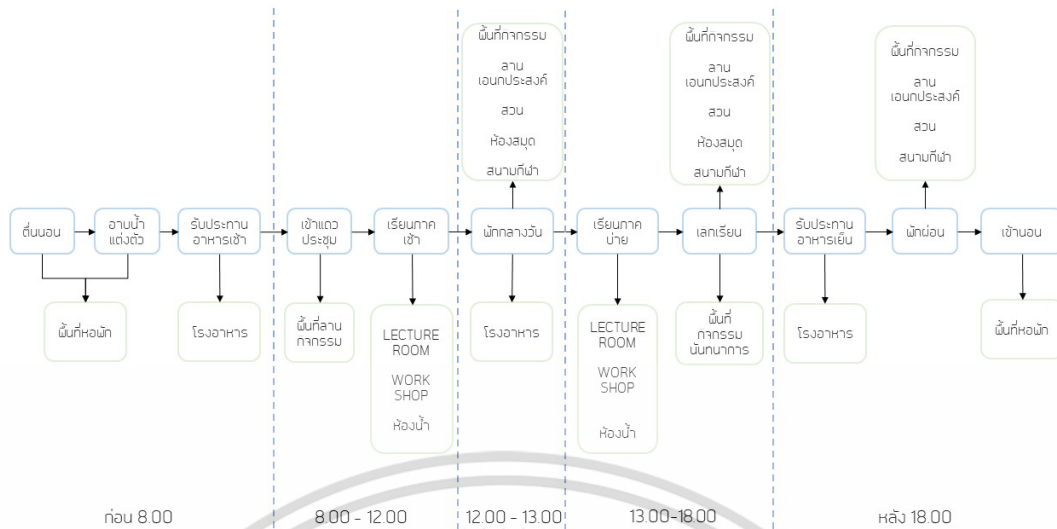 พื้นที่กิจกรรม
ลาน
เอนกประสงค์
สวน
ห้องสมุด
สนามกีฬา
พื้นที่กิจกรรม
ลาน
เอนกประสงค์
สวน
ห้องสมุด
สนามกีฬา
พื้นที่กิจกรรม
ลาน
เอนกประสงค์
สวน
สนามกีฬา
ตื่นนอน
อาบน้ำ
แต่งตัว
รับประทาน
อาหารเช้า
เข้าแถว
ประชุม
เรียนภาค
เช้า
พักกลางวัน
เรียนภาค
บ่าย
เลกเรียน
รับประทาน
อาหารเย็น
พักผ่อน
เข้านอน
พื้นที่หอพัก
โรงอาหาร
พื้นที่ลาน
กิจกรรม
LECTURE
ROOM
WORK
SHOP
ห้องน้ำ
โรงอาหาร
LECTURE
ROOM
WORK
SHOP
ห้องน้ำ
พื้นที่
กิจกรรม
นันทนาการ
โรงอาหาร
พื้นที่หอพัก
ก่อน 8.00
8.00 - 12.00
12.00 - 13.00
13.00-18.00
หลัง 18.00